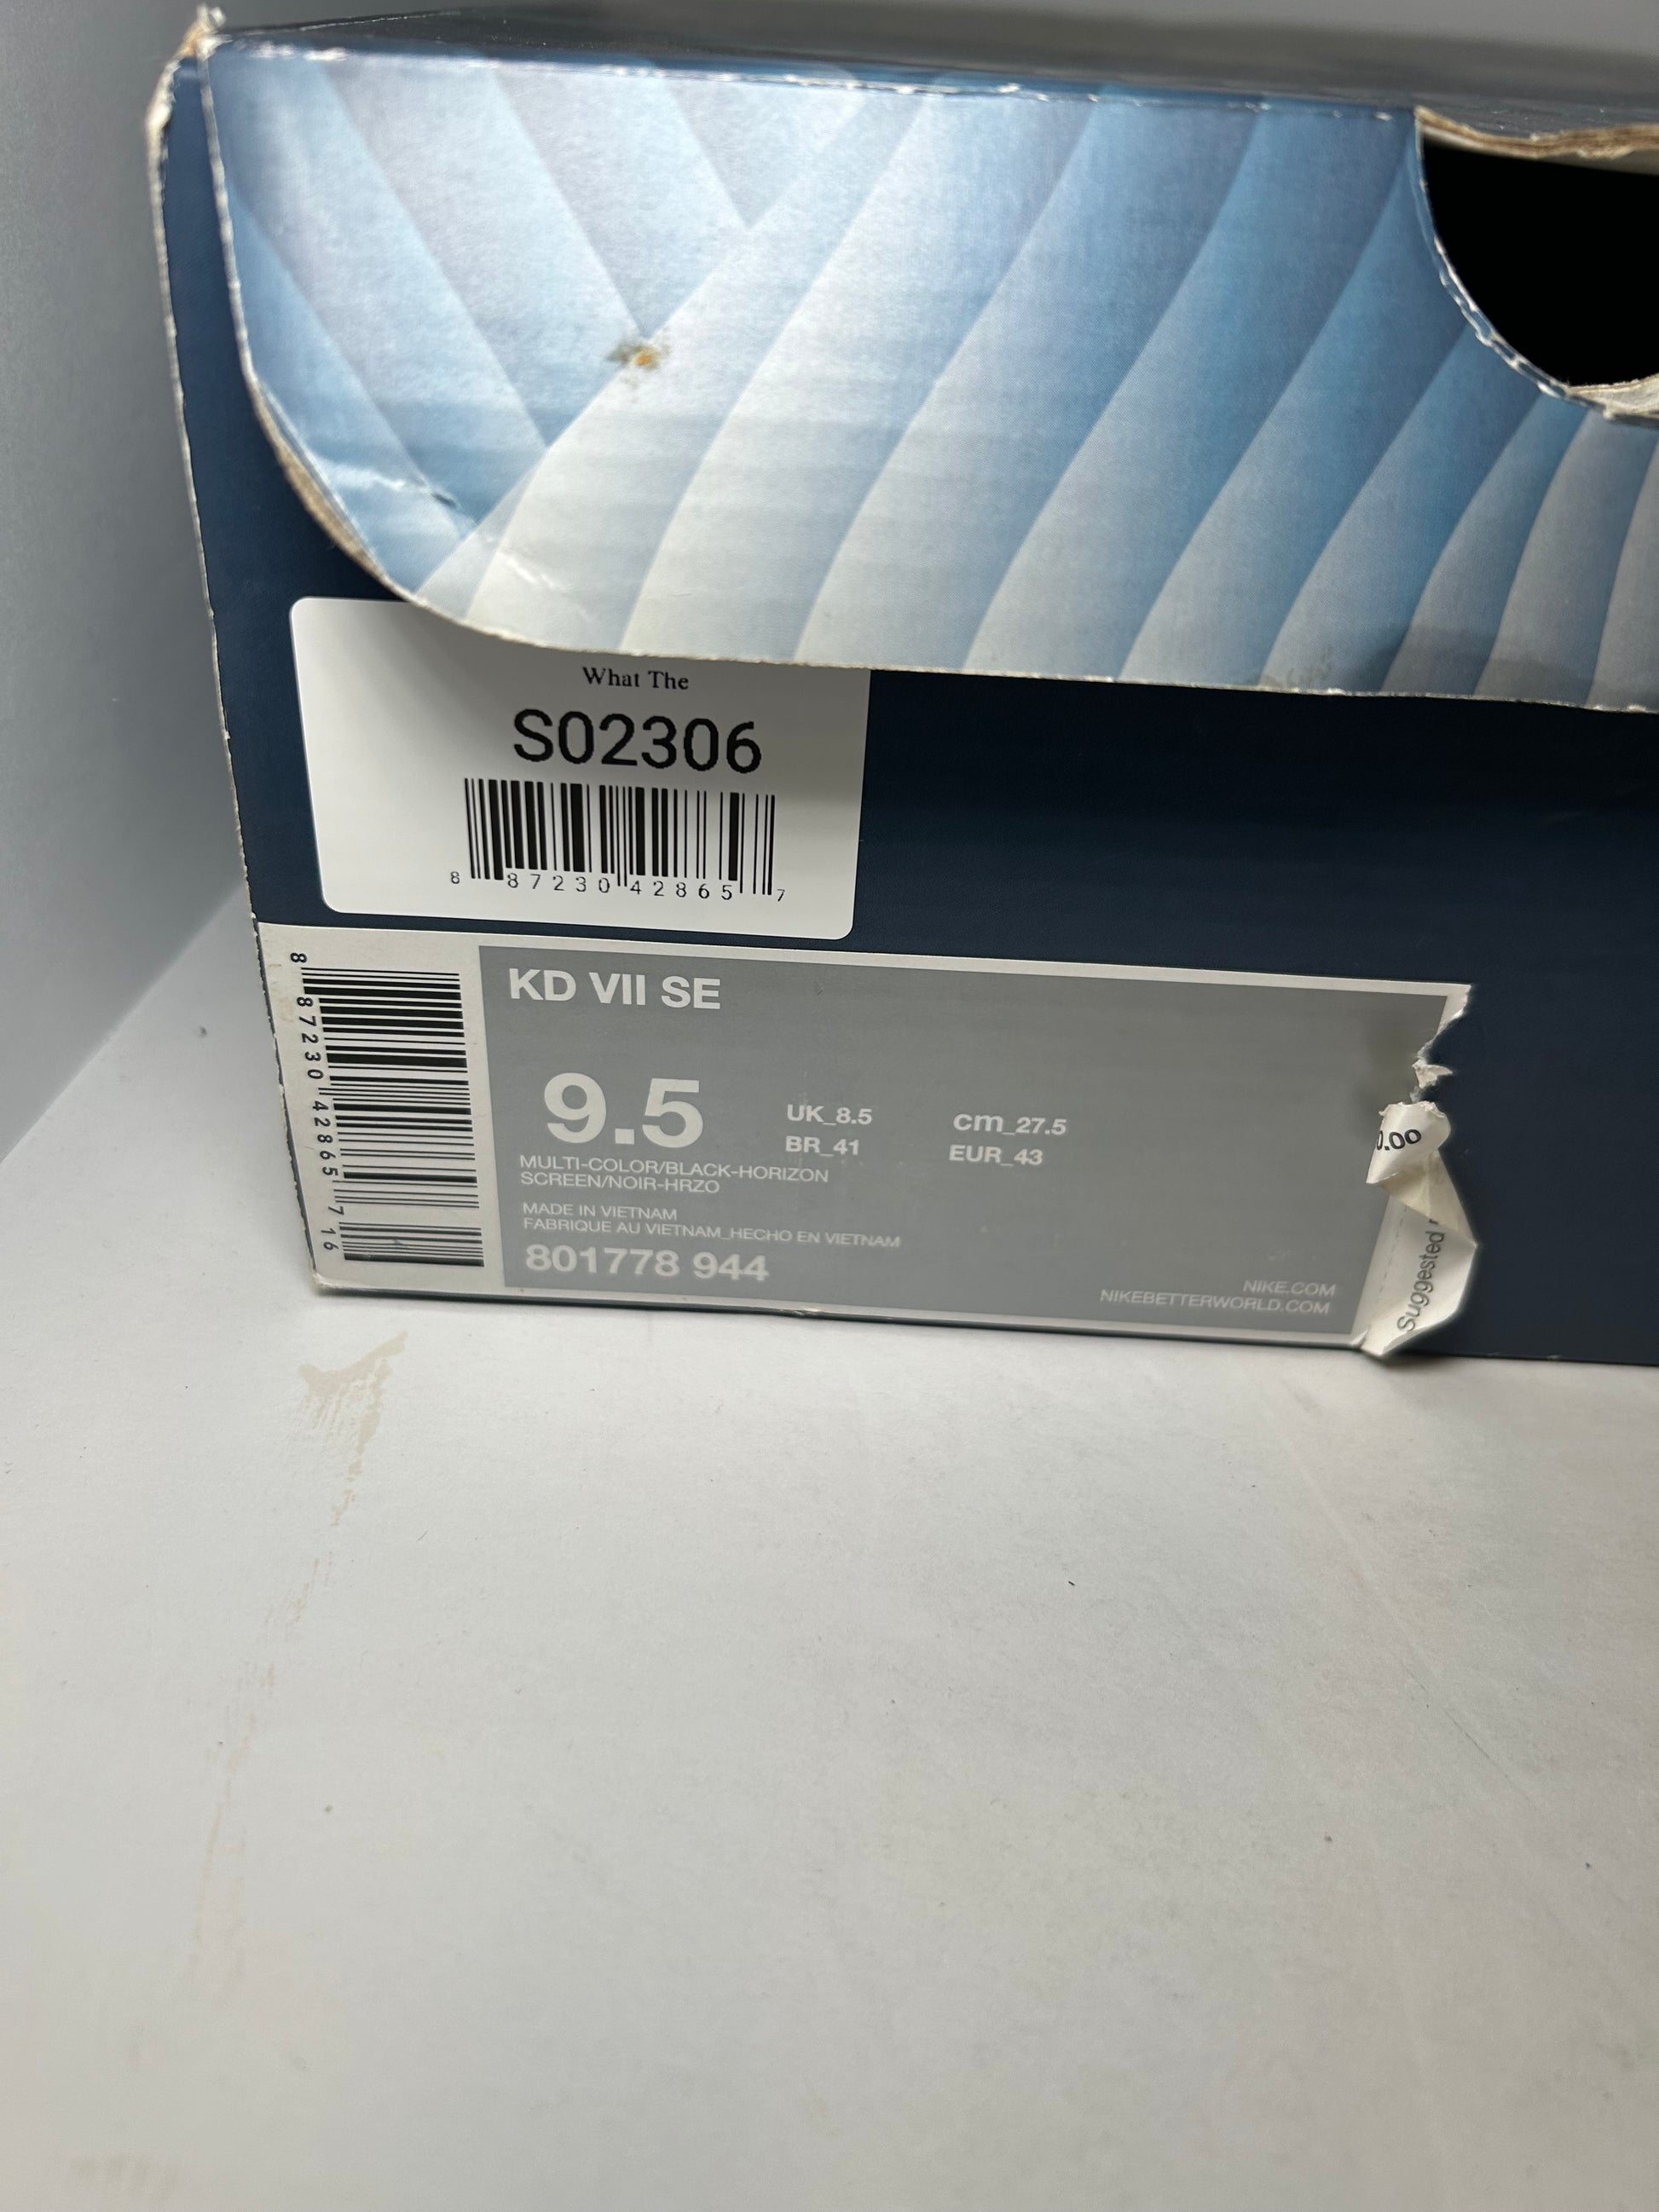 What The
S02306
8 87230 42865 7
8 87230 42865 7 16
KD VII SE
9.5
UK_8.5 cm_27.5
BR_41 EUR_43
MULTI-COLOR/BLACK-HORIZON
SCREEN/NOIR-HRZO
MADE IN VIETNAM
FABRIQUE AU VIETNAM_HECHO EN VIETNAM
801778 944
NIKE.COM
NIKEBETTERWORLD.COM
.00
Suggested